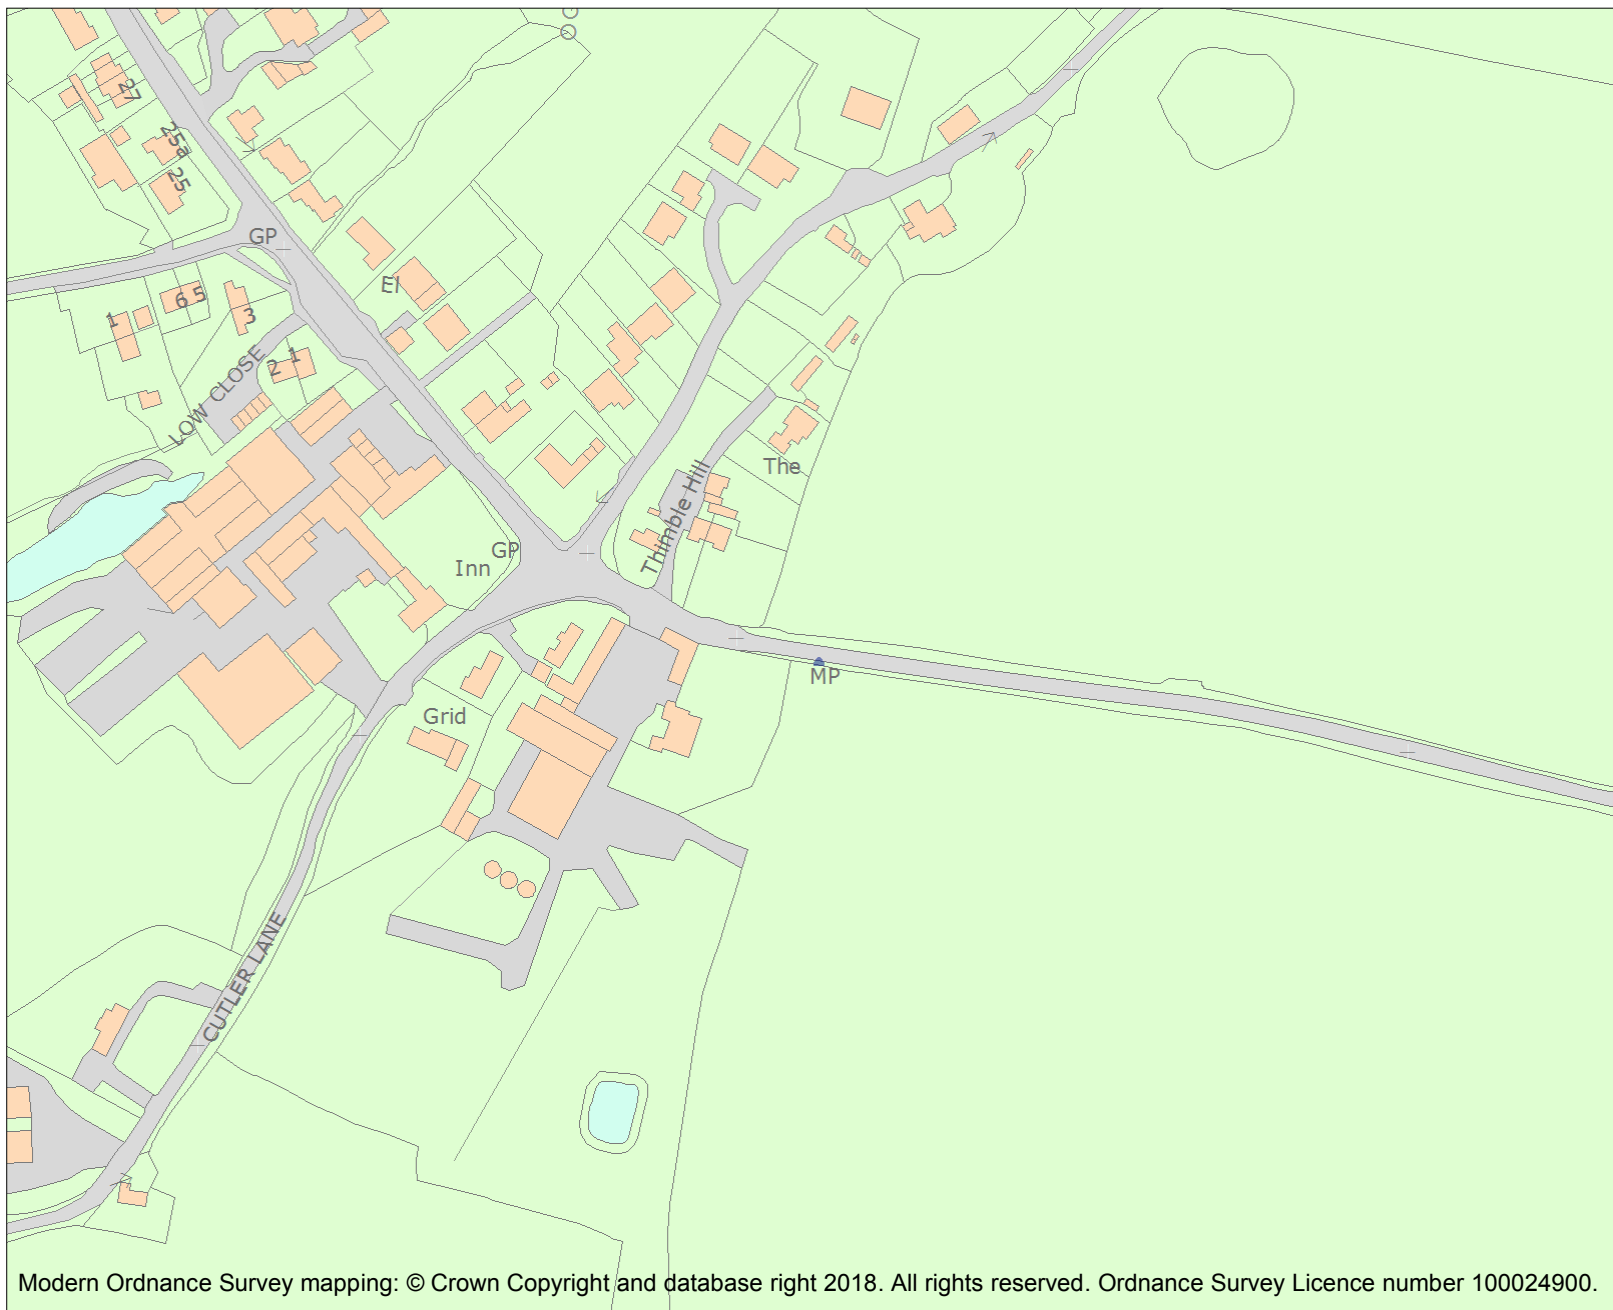 OG
27
25a
25
GP
El
6 5
1
3
2 1
LOW CLOSE
The
Thimble Hill
GP
Inn
MP
Grid
CUTLER LANE
Modern Ordnance Survey mapping: © Crown Copyright and database right 2018. All rights reserved. Ordnance Survey Licence number 100024900.